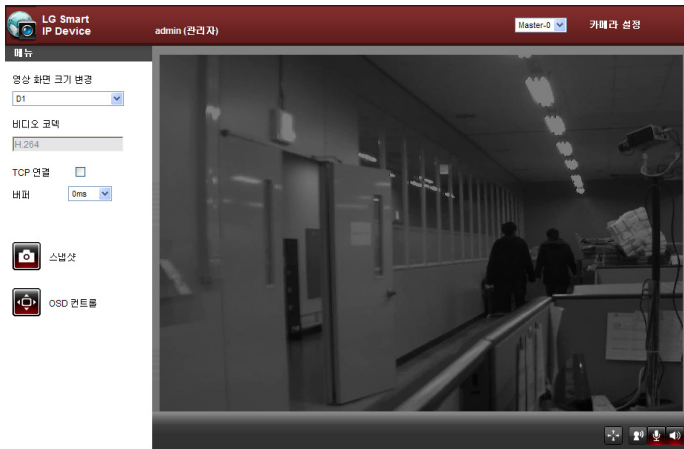 LG Smart
IP Device
admin (관리자)
Master-0
카메라 설정
메뉴
영상 화면 크기 변경
D1
비디오 코덱
H.264
TCP 연결
버퍼
0ms
스냅샷
OSD 컨트롤